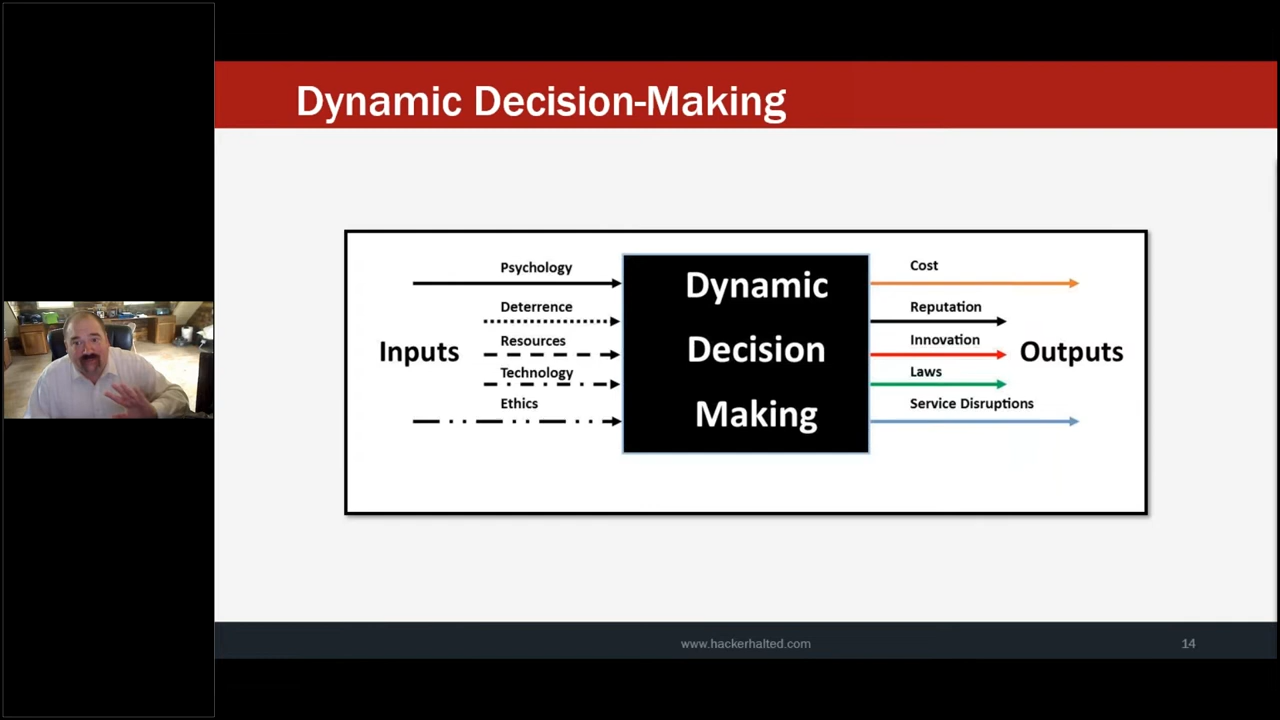 Dynamic Decision-Making
Psychology
Deterrence
Resources
Technology
Ethics
Inputs
Dynamic
Decision
Making
Cost
Reputation
Innovation
Laws
Service Disruptions
Outputs
www.hackerhalted.com
14